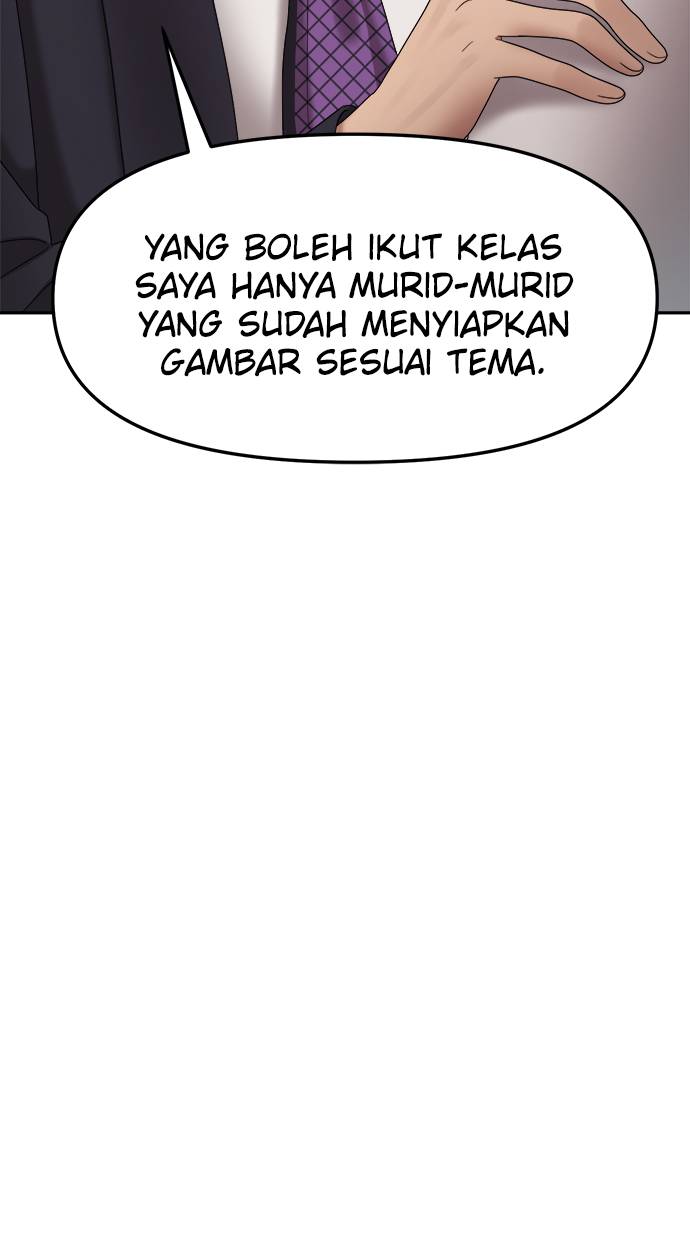 YANG BOLEH IKUT KELAS
SAYA HANYA MURID-MURID
YANG SUDAH MENYIAPKAN
GAMBAR SESUAI TEMA.